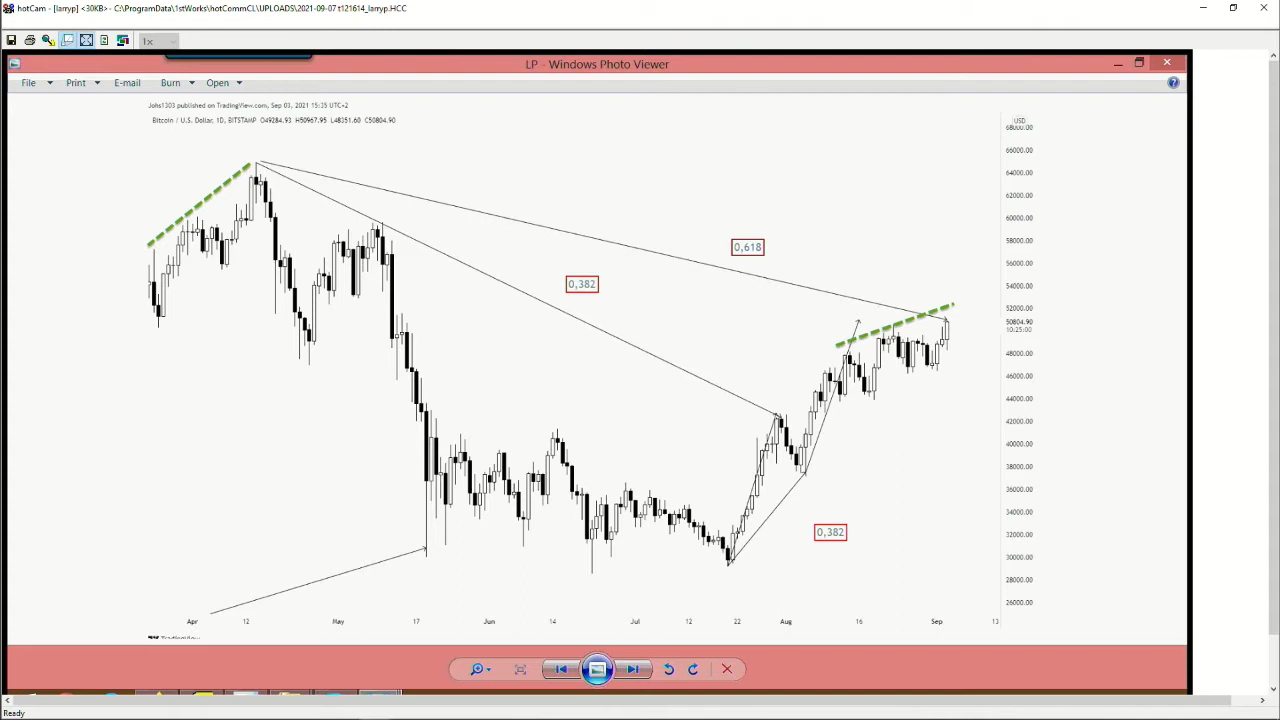 hotCam - [larryp] <30KB> - C:\ProgramData\1stWorks\hotCommCL\UPLOADS\2021-09-07 t121614_larryp.HCC
1x
LP - Windows Photo Viewer
File Print E-mail Burn Open
Johs1303 published on TradingView.com, Sep 03, 2021 15:35 UTC+2
Bitcoin / U.S. Dollar, 1D, BITSTAMP O49284.93 H50967.95 L48351.60 C50804.90
USD
68000.00
66000.00
64000.00
62000.00
60000.00
0,618
58000.00
56000.00
0,382
54000.00
52000.00
50804.90
10:25:00
48000.00
46000.00
44000.00
42000.00
40000.00
38000.00
36000.00
34000.00
0,382
32000.00
30000.00
28000.00
26000.00
Apr 12 May 17 Jun 14 Jul 12 22 Aug 16 Sep 13
TradingView
Ready